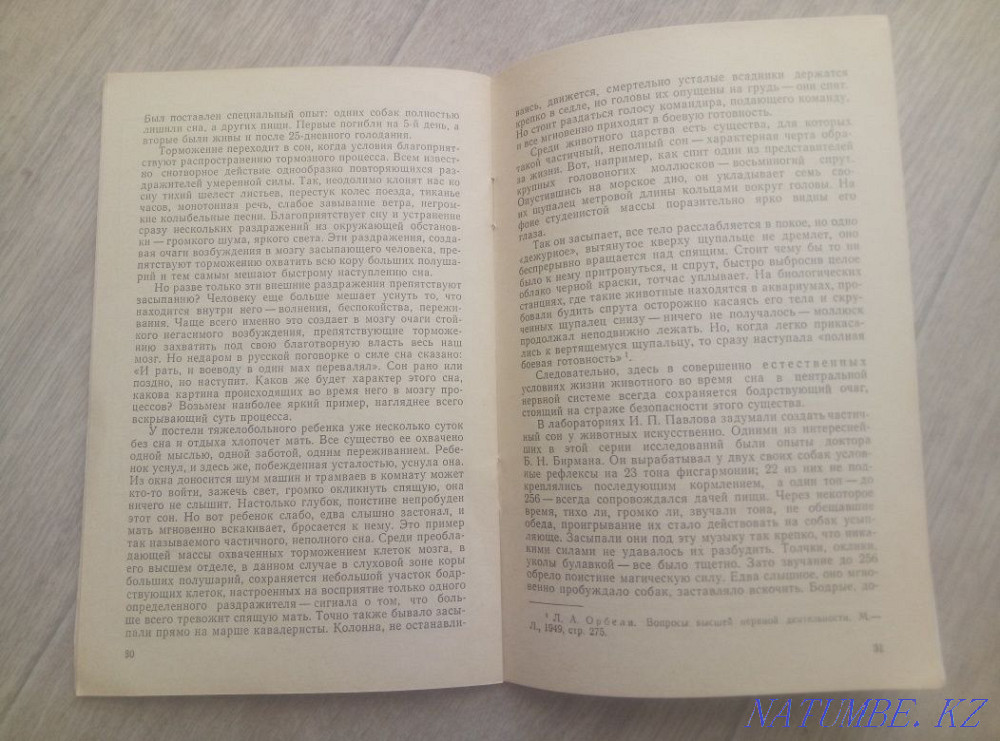 был поставлен специальный опыт: одних собак полностью
лишили сна, а других пищи. Первые погибли на 5-й день, а
вторые были живы и после 25-дневного голодания.
Торможение переходит в сон, когда условия благоприят-
ствуют распространению тормозного процесса. Всем извест-
но снотворное действие однообразно повторяющихся раз-
дражителей умеренной силы. Так, неодолимо клонят нас ко
сну тихий шелест листьев, перестук колес поезда, тиканье
часов, монотонная речь, слабое завывание ветра, негром-
кие колыбельные песни. Благоприятствует сну и устранение
сразу нескольких раздражений из окружающей обстанов-
ки — громкого шума, яркого света. Эти раздражения, созда-
вая очаги возбуждения в мозгу засыпающего человека, пре-
пятствуют торможению охватить всю кору больших полуша-
рий и тем самым мешают быстрому наступлению сна.
Но разве только эти внешние раздражения препятствуют
засыпанию? Человеку еще больше мешает уснуть то, что
находится внутри него — волнения, беспокойства, пережи-
вания. Чаще всего именно это создает в мозгу очаги стой-
кого негасимого возбуждения, препятствующие торможе-
нию захватить под свою благотворную власть весь наш
мозг. Но недаром в русской поговорке о силе сна сказано:
«И рать, и воеводу в один мах перевалял». Сон рано или
поздно, но наступит. Каков же будет характер этого сна,
какова картина происходящих во время него в мозгу про-
цессов? Возьмем наиболее яркий пример, нагляднее всего
вскрывающий суть процесса.
У постели тяжелобольного ребенка уже несколько суток
без сна и отдыха хлопочет мать. Все существо ее охвачено
одной мыслью, одной заботой, одним переживанием. Ребе-
нок уснул, и здесь же, побежденная усталостью, уснула она.
Из окна доносится шум машин и трамваев в комнату может
кто-то войти, зажечь свет, громко окликнуть спящую, она
ничего не слышит. Настолько глубок, поистине непробуден
этот сон. Но вот ребенок слабо, едва слышно застонал, и
мать мгновенно вскакивает, бросается к нему. Это пример
так называемого частичного, неполного сна. Среди преобла-
дающей массы охваченных торможением клеток мозга, в
его высшем отделе, в данном случае в слуховой зоне коры
больших полушарий, сохраняется небольшой участок бодр-
ствующих клеток, настроенных на восприятие только одного
определенного раздражителя — сигнала о том, что боль-
ше всего тревожит спящую мать. Точно также бывало засы-
пали прямо на марше кавалеристы. Колонна, не останавли-
30
ваясь, движется, смертельно усталые всадники держатся
крепко в седле, но головы их опущены на грудь — они спят.
Но стоит раздаться голосу командира, подающего команду,
и все мгновенно приходят в боевую готовность.
Среди животного царства есть существа, для которых
такой частичный, неполный сон — характерная черта обра-
за жизни. Вот, например, как спит один из представителей
крупных головоногих моллюсков — восьминогий спрут.
Опустившись на морское дно, он укладывает семь сво-
их щупалец метровой длины кольцами вокруг головы. На
фоне студенистой массы поразительно ярко видны его
глаза.
Так он засыпает, все тело расслабляется в покое, но одно
«дежурное», вытянутое кверху щупальце не дремлет, оно
беспрерывно вращается над спящим. Стоит чему бы то ни
было к нему притронуться, и спрут, быстро выбросив целое
облако черной краски, тотчас уплывает. На биологических
станциях, где такие животные находятся в аквариумах, про-
бовали будить спрута осторожно касаясь его тела и скру-
ченных щупалец снизу — ничего не получалось — моллюск
продолжал неподвижно лежать. Но, когда легко прикаса-
лись к вертящемуся щупальцу, то сразу наступала «полная
боевая готовность» ¹.
Следовательно, здесь в совершенно естественных
условиях жизни животного во время сна в центральной
нервной системе всегда сохраняется бодрствующий очаг,
стоящий на страже безопасности этого существа.
В лабораториях И. П. Павлова задумали создать частич-
ный сон у животных искусственно. Одними из интересней-
ших в этой серии исследований были опыты доктора
Б. Н. Бирмана. Он вырабатывал у двух своих собак услов-
ные рефлексы на 23 тона фисгармонии; 22 из них не под-
креплялись последующим кормлением, а один тон — до
256 — всегда сопровождался дачей пищи. Через некоторое
время, тихо ли, громко ли, звучали тона, не обещавшие
обеда, проигрывание их стало действовать на собак усып-
ляюще. Засыпали они под эту музыку так крепко, что ника-
кими силами не удавалось их разбудить. Толчки, оклики,
уколы булавкой — все было тщетно. Зато звучание до 256
обрело поистине магическую силу. Едва слышное, оно мгно-
венно пробуждало собак, заставляло вскочить. Бодрые, до-
¹ Л. А. Орбели. Вопросы высшей нервной деятельности. М.—
Л., 1949, стр. 275.
31
NATUMBE.KZ